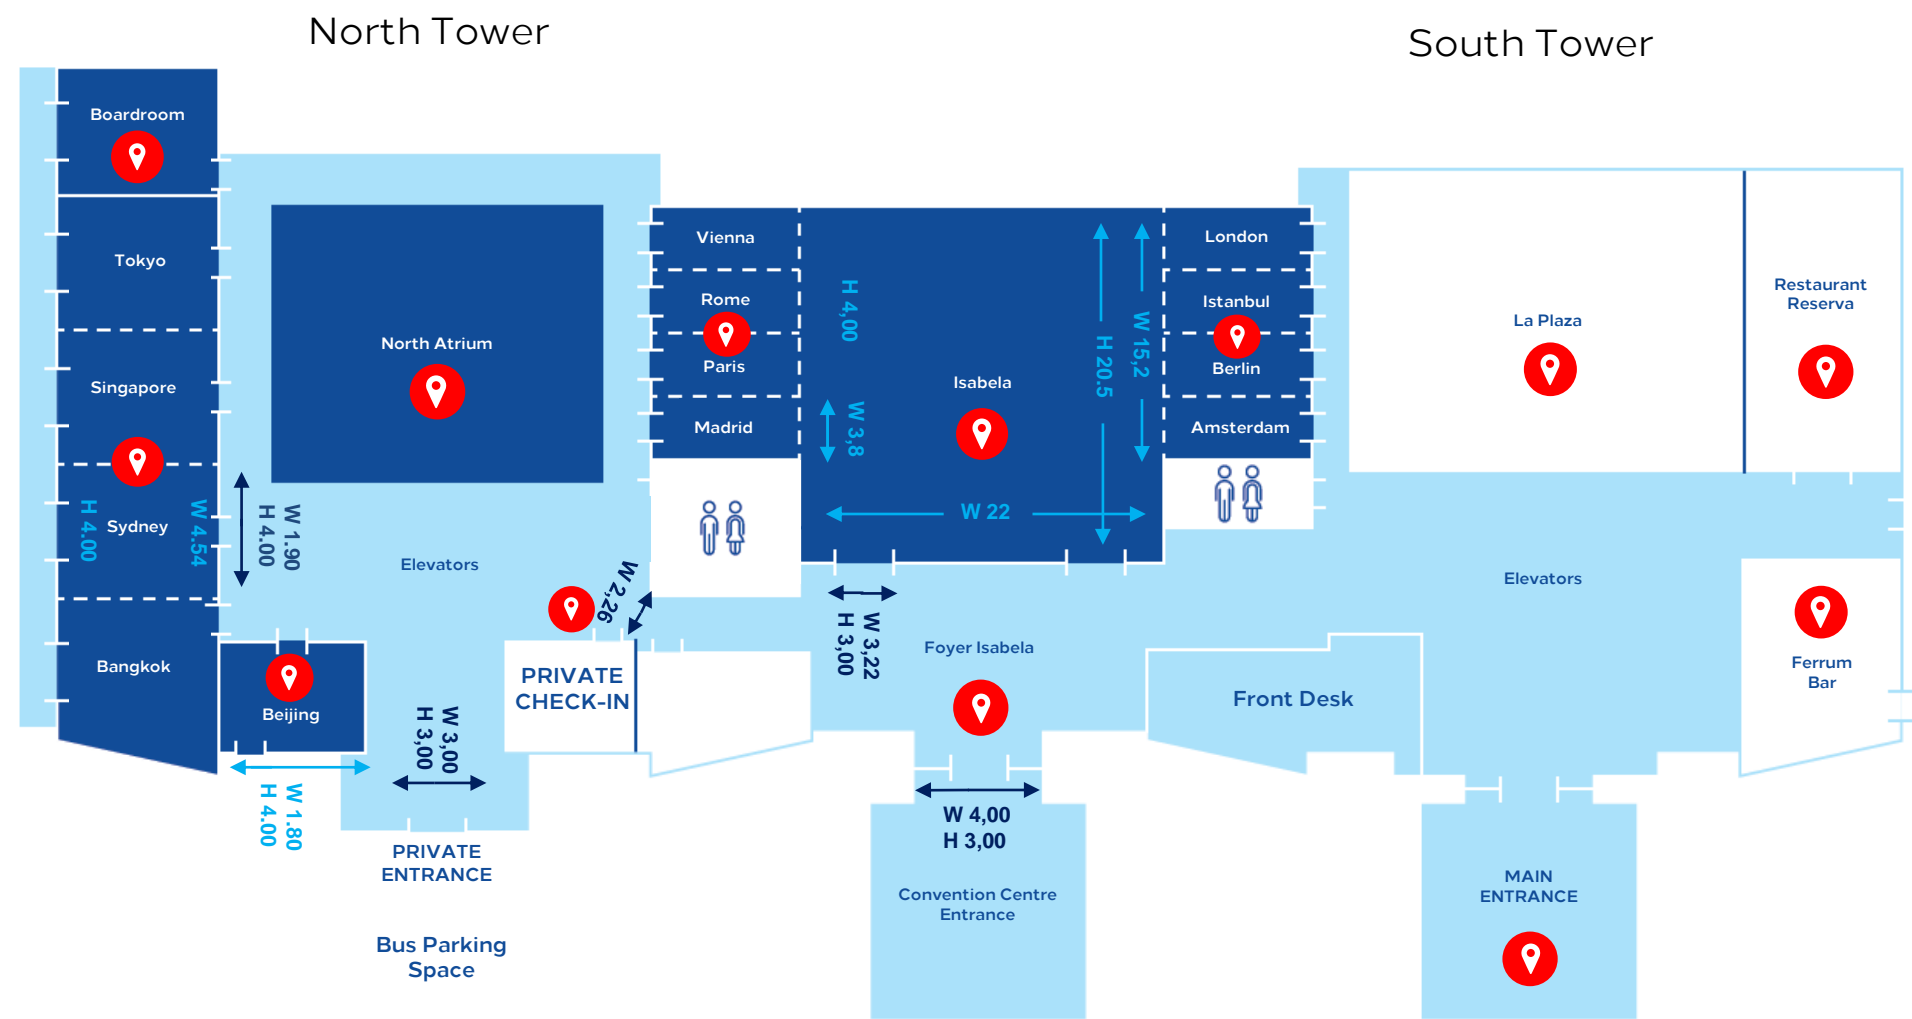 North Tower
South Tower
Boardroom
Tokyo
Singapore
Sydney
H 4.00
W 4.54
Bangkok
W 1.90
H 4.00
North Atrium
Elevators
Beijing
W 1.80
H 4.00
W 3,00
H 3,00
PRIVATE
ENTRANCE
Bus Parking
Space
PRIVATE
CHECK-IN
W 2,26
Vienna
Rome
Paris
Madrid
H 4,00
W 3,8
Isabela
H 20.5
W 15,2
W 22
W 3,22
H 3,00
Foyer Isabela
W 4,00
H 3,00
Convention Centre
Entrance
London
Istanbul
Berlin
Amsterdam
La Plaza
Restaurant
Reserva
Elevators
Front Desk
Ferrum
Bar
MAIN
ENTRANCE